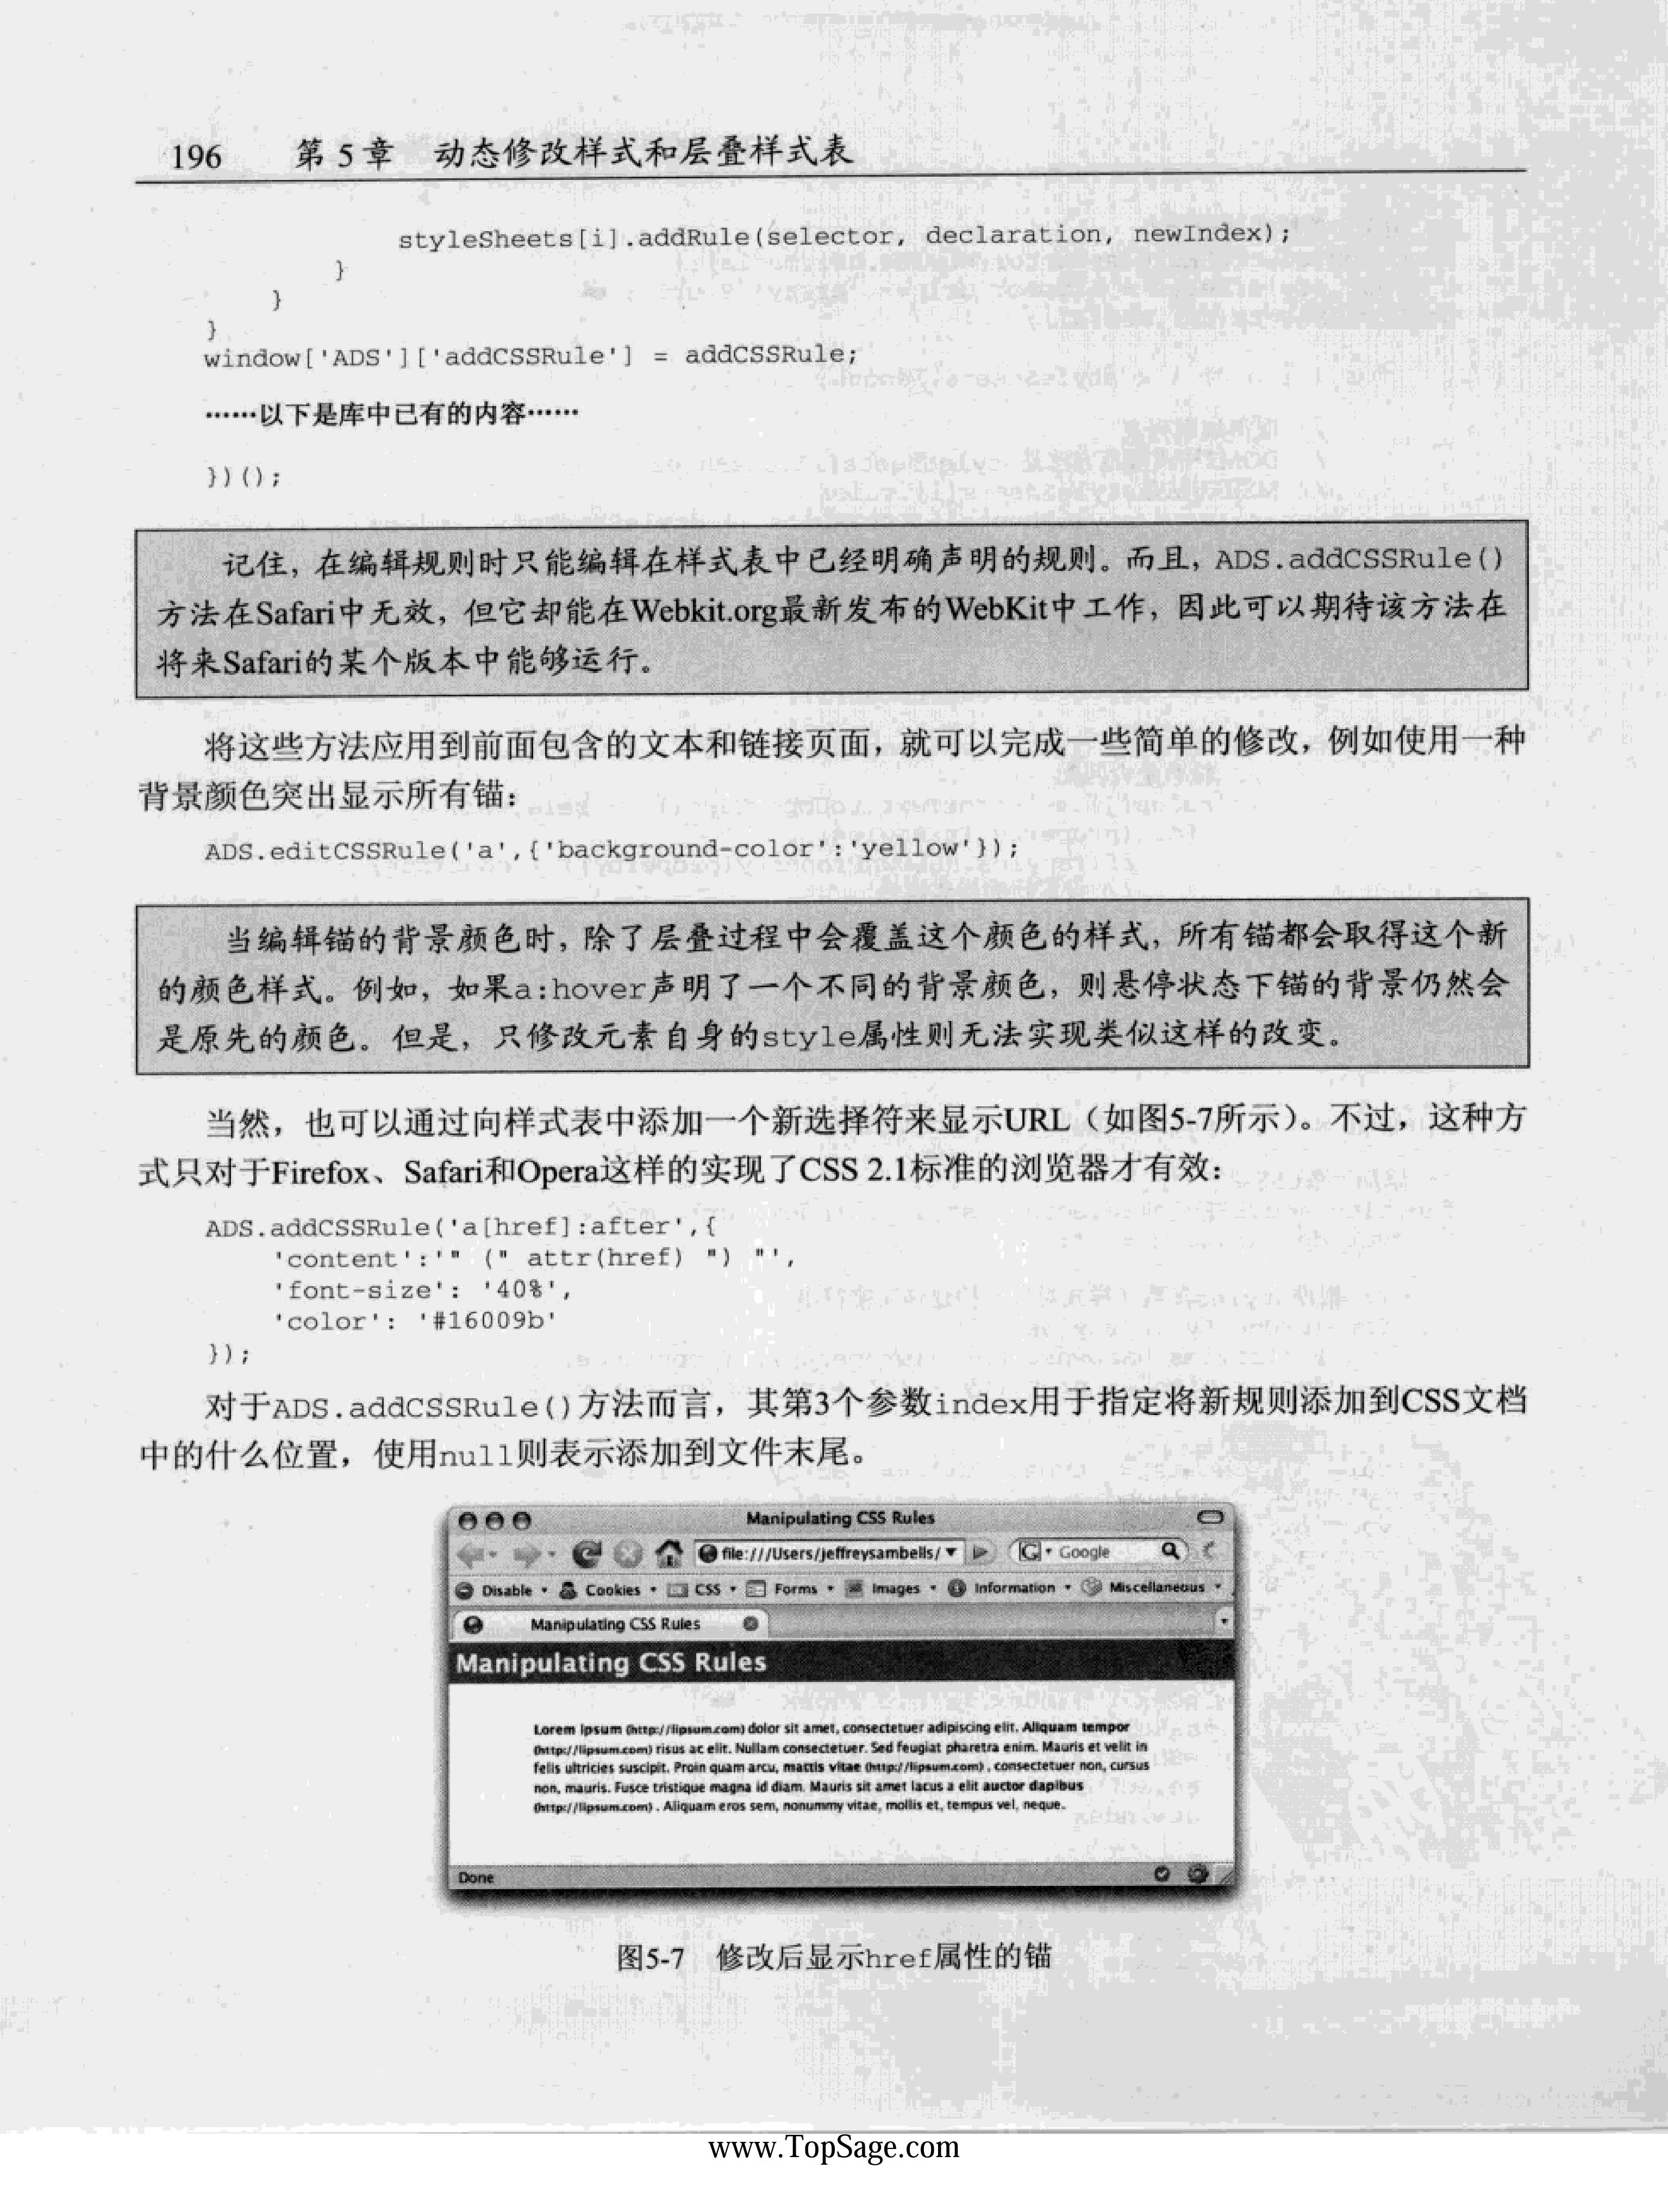 196 第 5 章 动态修改样式和层叠样式表
styleSheets[i].addRule(selector, declaration, newIndex);
}
}
}
window['ADS']['addCSSRule'] = addCSSRule;
……以下是库中已有的内容……
})();
记住，在编辑规则时只能编辑在样式表中已经明确声明的规则。而且，ADS.addCSSRule()
方法在Safari中无效，但它却能在Webkit.org最新发布的WebKit中工作，因此可以期待该方法在
将来Safari的某个版本中能够运行。
将这些方法应用到前面包含的文本和链接页面，就可以完成一些简单的修改，例如使用一种
背景颜色突出显示所有锚：
ADS.editCSSRule('a',{'background-color':'yellow'});
当编辑锚的背景颜色时，除了层叠过程中会覆盖这个颜色的样式，所有锚都会取得这个新
的颜色样式。例如，如果a:hover声明了一个不同的背景颜色，则悬停状态下锚的背景仍然会
是原先的颜色。但是，只修改元素自身的style属性则无法实现类似这样的改变。
当然，也可以通过向样式表中添加一个新选择符来显示URL（如图5-7所示）。不过，这种方
式只对于Firefox、Safari和Opera这样的实现了CSS 2.1标准的浏览器才有效：
ADS.addCSSRule('a[href]:after',{
'content':'" (" attr(href) ") "',
'font-size': '40%',
'color': '#16009b'
});
对于ADS.addCSSRule()方法而言，其第3个参数index用于指定将新规则添加到CSS文档
中的什么位置，使用null则表示添加到文件末尾。
Manipulating CSS Rules
file:///Users/jeffreysambells/ G Google
Disable Cookies CSS Forms Images Information Miscellaneous
Manipulating CSS Rules
Manipulating CSS Rules
Lorem ipsum (http://lipsum.com) dolor sit amet, consectetuer adipiscing elit. Aliquam tempor
(http://lipsum.com) risus ac elit. Nullam consectetuer. Sed feugiat pharetra enim. Mauris et velit in
felis ultricies suscipit. Proin quam arcu, mattis vitae (http://lipsum.com) , consectetuer non, cursus
non, mauris. Fusce tristique magna id diam. Mauris sit amet lacus a elit auctor dapibus
(http://lipsum.com) . Aliquam eros sem, nonummy vitae, mollis et, tempus vel, neque.
Done
图5-7 修改后显示href属性的锚
www.TopSage.com